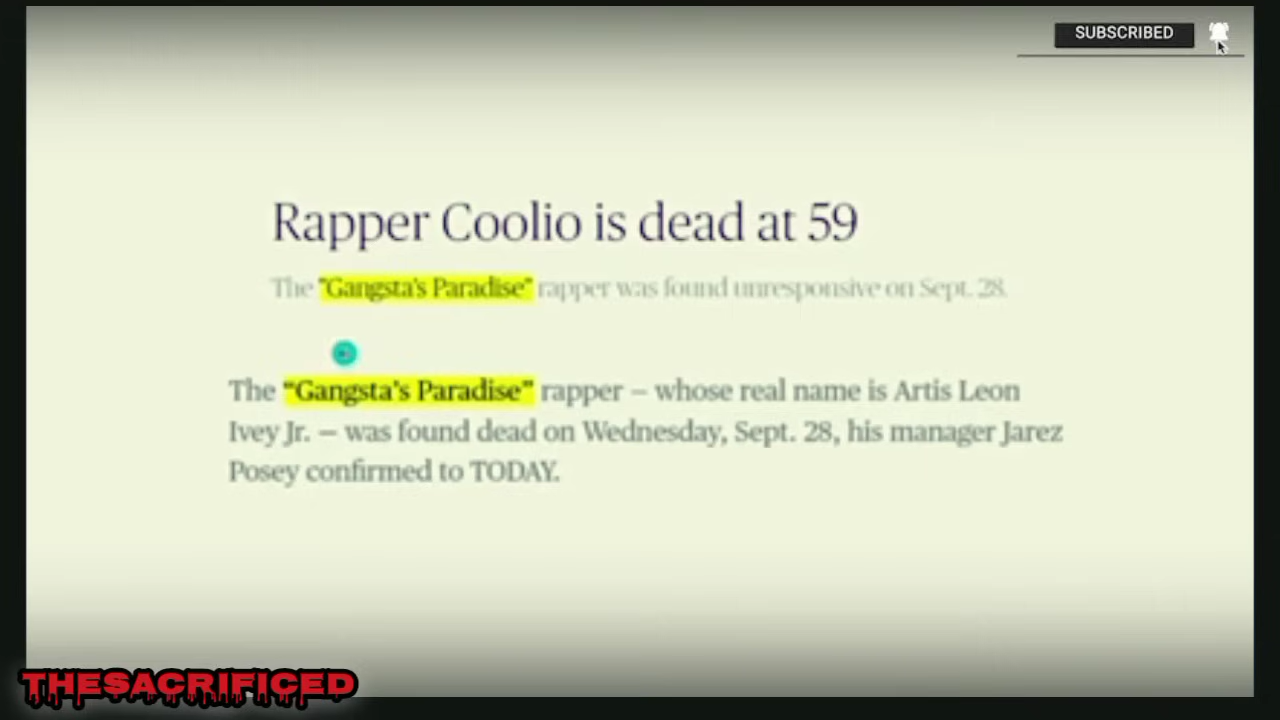 SUBSCRIBED
Rapper Coolio is dead at 59
The "Gangsta's Paradise" rapper was found unresponsive on Sept. 28.
The “Gangsta’s Paradise” rapper — whose real name is Artis Leon
Ivey Jr. — was found dead on Wednesday, Sept. 28, his manager Jarez
Posey confirmed to TODAY.
THESACRIFICED